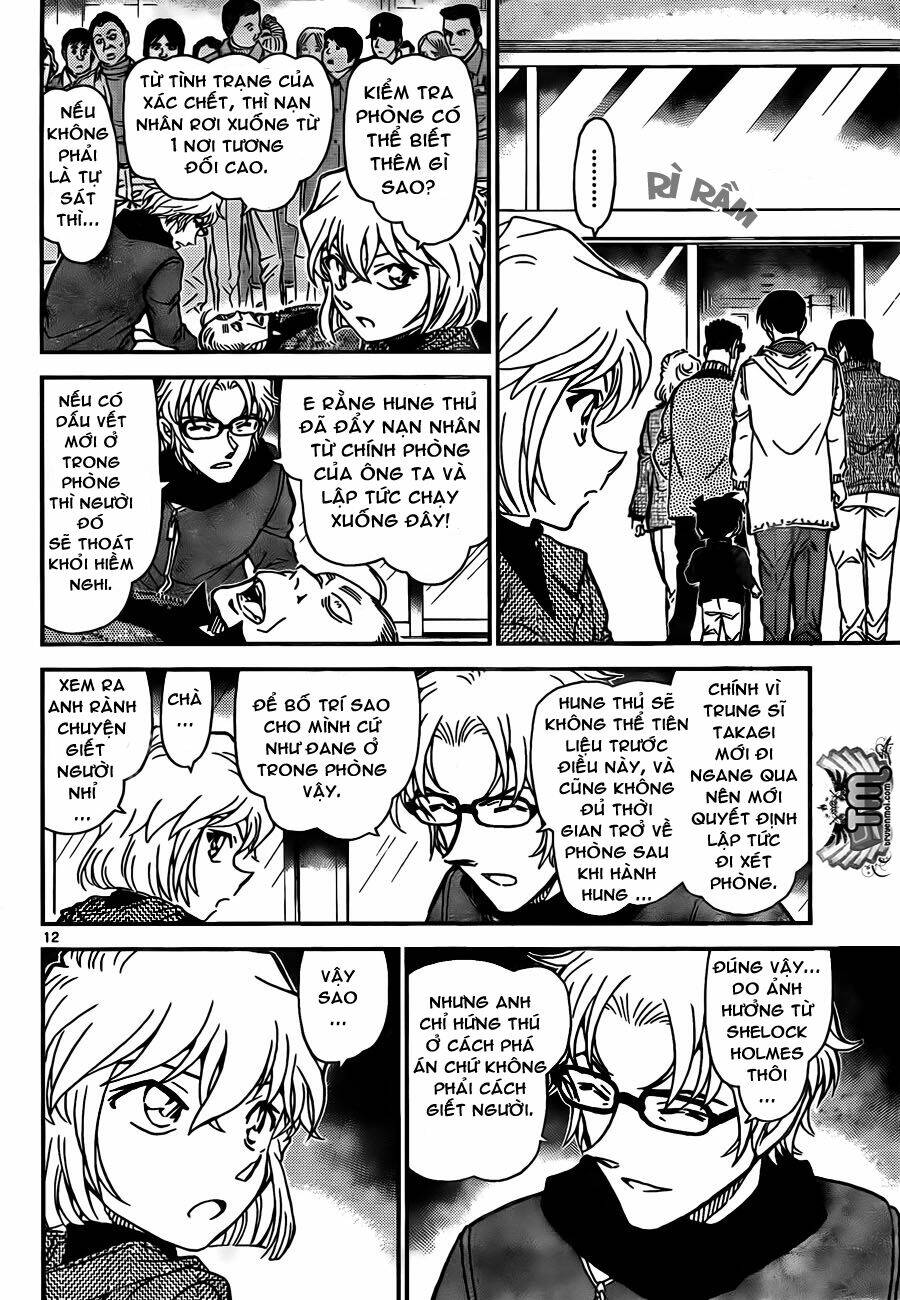 .........
RÌ RẦM
KIỂM TRA
PHÒNG CÓ
THỂ BIẾT
THÊM GÌ
SAO?
TỪ TÌNH TRẠNG CỦA
XÁC CHẾT, THÌ NẠN
NHÂN RƠI XUỐNG TỪ
1 NƠI TƯƠNG
ĐỐI CAO.
NẾU
KHÔNG
PHẢI
LÀ TỰ
SÁT
THÌ...
E RẰNG HUNG THỦ
ĐÃ ĐẨY NẠN NHÂN
TỪ CHÍNH PHÒNG
CỦA ÔNG TA VÀ
LẬP TỨC CHẠY
XUỐNG ĐÂY!
NẾU CÓ
DẤU VẾT
MỚI Ở
TRONG
PHÒNG
THÌ NGƯỜI
ĐÓ
SẼ THOÁT
KHỎI HIỀM
NGHI.
CHÍNH VÌ
TRUNG SĨ
TAKAGI
MỚI ĐI
NGANG QUA
NÊN MỚI
QUYẾT ĐỊNH
LẬP TỨC
ĐI XÉT
PHÒNG.
HUNG THỦ SẼ
KHÔNG THỂ TIÊN
LIỆU TRƯỚC
ĐIỀU NÀY, VÀ
CŨNG KHÔNG
ĐỦ THỜI
GIAN TRỞ VỀ
PHÒNG SAU
KHI HÀNH
HUNG ...
ĐỂ BỐ TRÍ SAO
CHO MÌNH CỨ
NHƯ ĐANG Ở
TRONG PHÒNG
VẬY.
CHÀ
...
XEM RA
ANH RÀNH
CHUYỆN
GIẾT
NGƯỜI
NHỈ
...
TM
truyenmoi.com
12
ĐÚNG VẬY...
DO ẢNH
HƯỞNG TỪ
SHELOCK
HOLMES
THÔI
...
NHƯNG ANH
CHỈ HỨNG THÚ
Ở CÁCH PHÁ
ÁN CHỨ KHÔNG
PHẢI CÁCH
GIẾT NGƯỜI.
VẬY
SAO
...